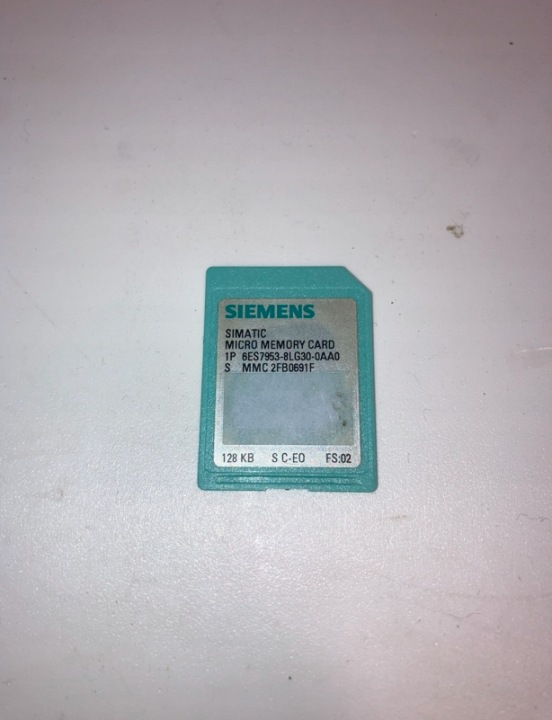 SIEMENS
SIMATIC
MICRO MEMORY CARD
1P 6ES7953-8LG30-0AA0
S MMC 2FB0691F
128 KB S C-EO FS:02